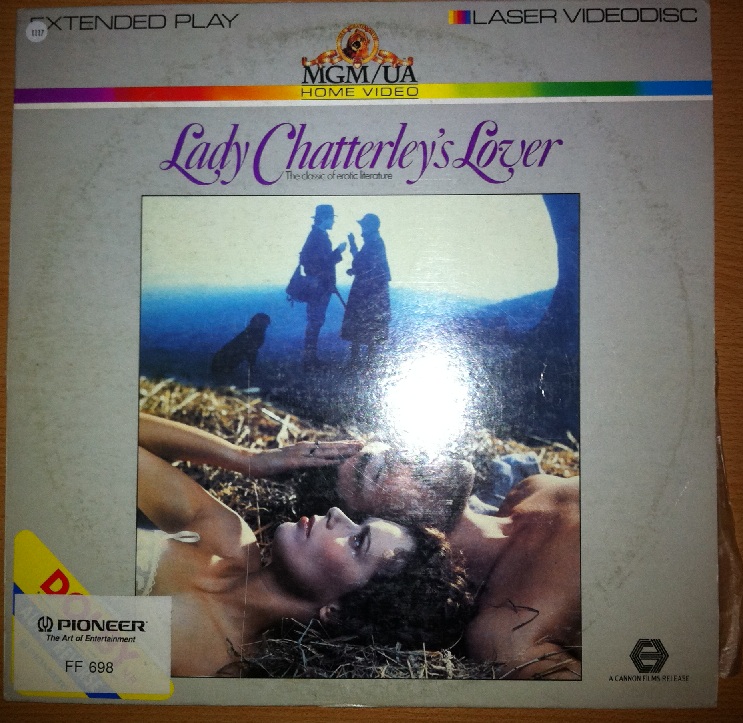 EXTENDED PLAY
LASER VIDEODISC
1117
MGM/UA
HOME VIDEO
Lady Chatterley's Lover
The classic of erotic literature
PIONEER
The Art of Entertainment
FF 698
A CANNON FILMS RELEASE